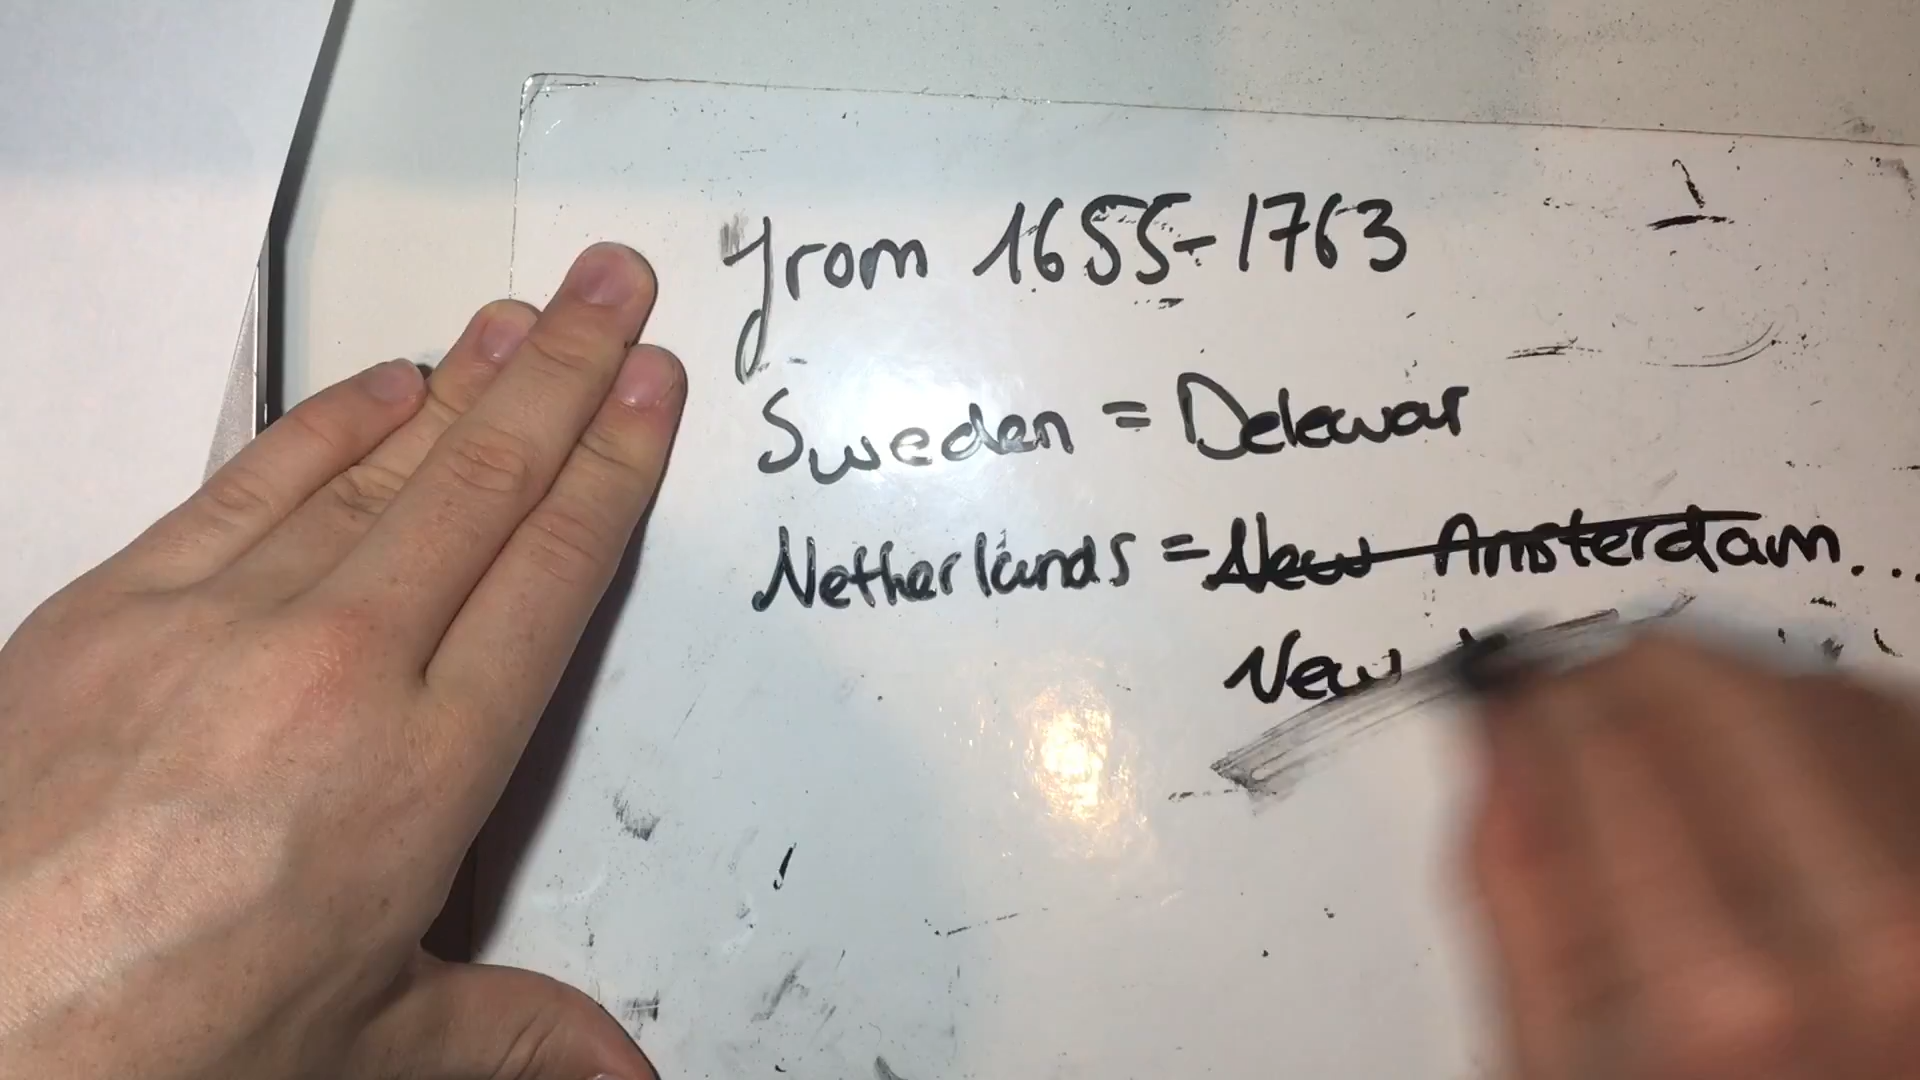 from 1655-1763
Sweden = Delewar
Netherlands = New Amsterdam...
New